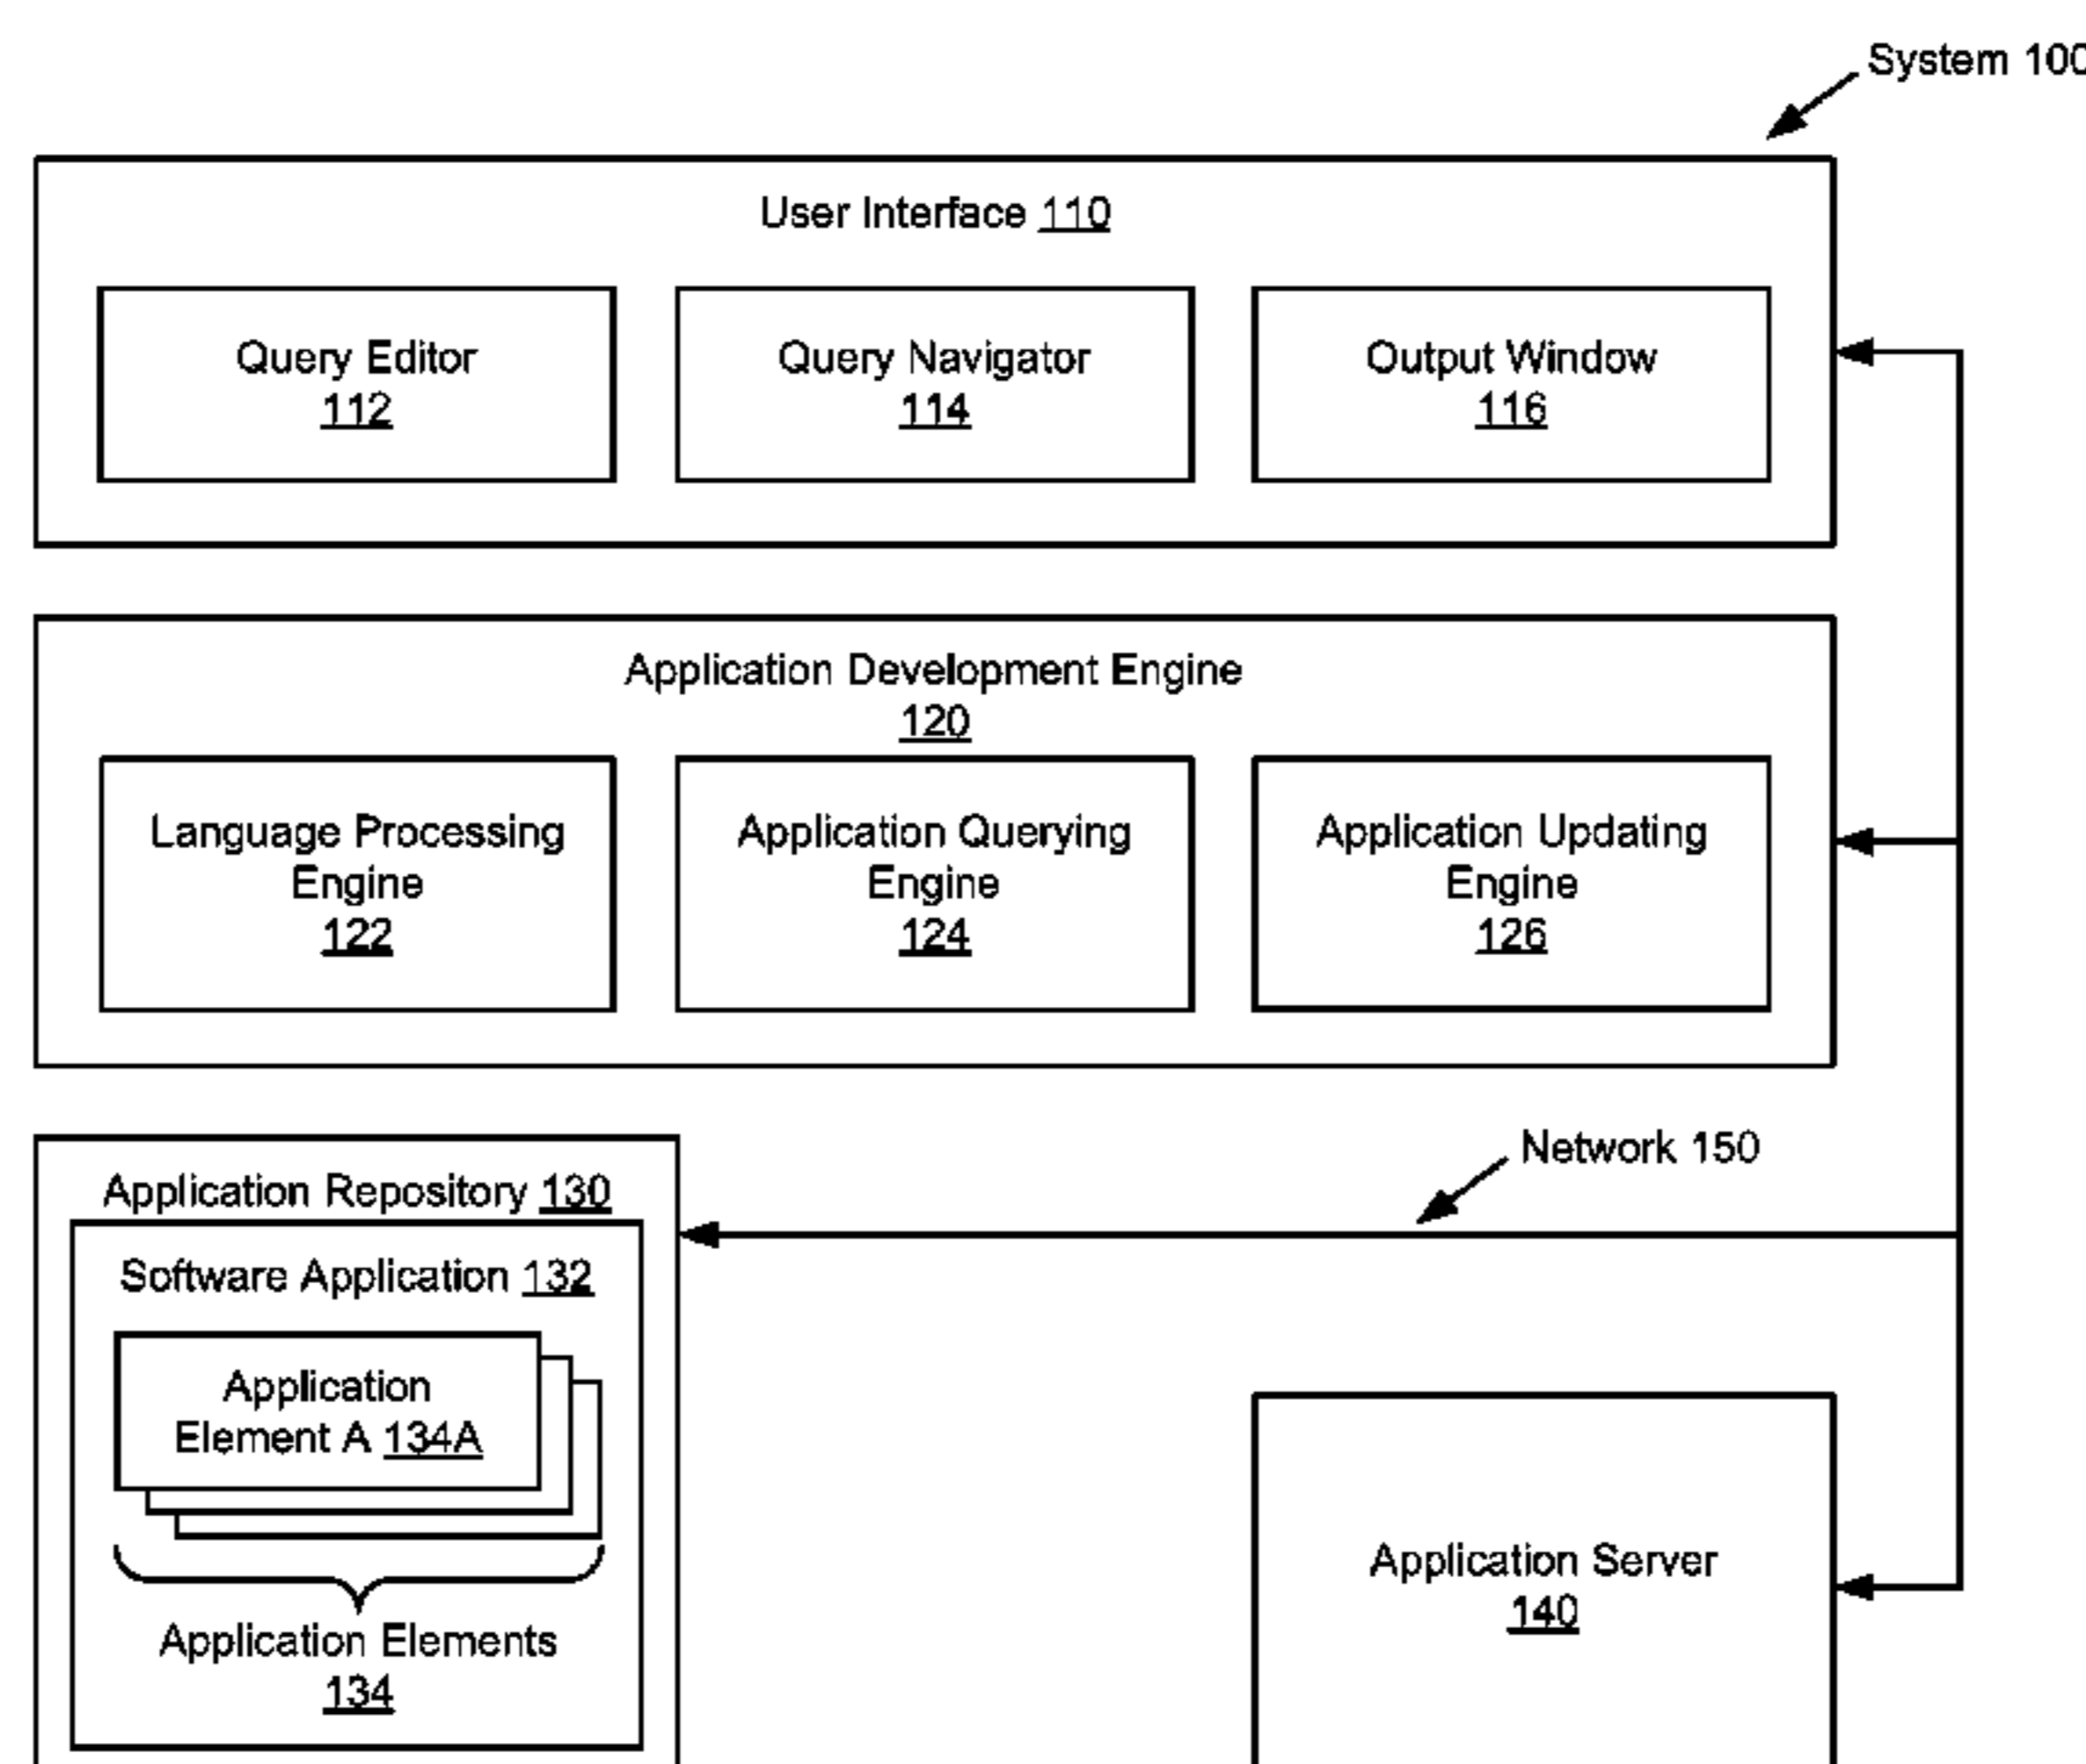 System 100
User Interface 110
Query Editor
112
Query Navigator
114
Output Window
116
Application Development Engine
120
Language Processing
Engine
122
Application Querying
Engine
124
Application Updating
Engine
126
Network 150
Application Repository 130
Software Application 132
Application
Element A 134A
Application Elements
134
Application Server
140